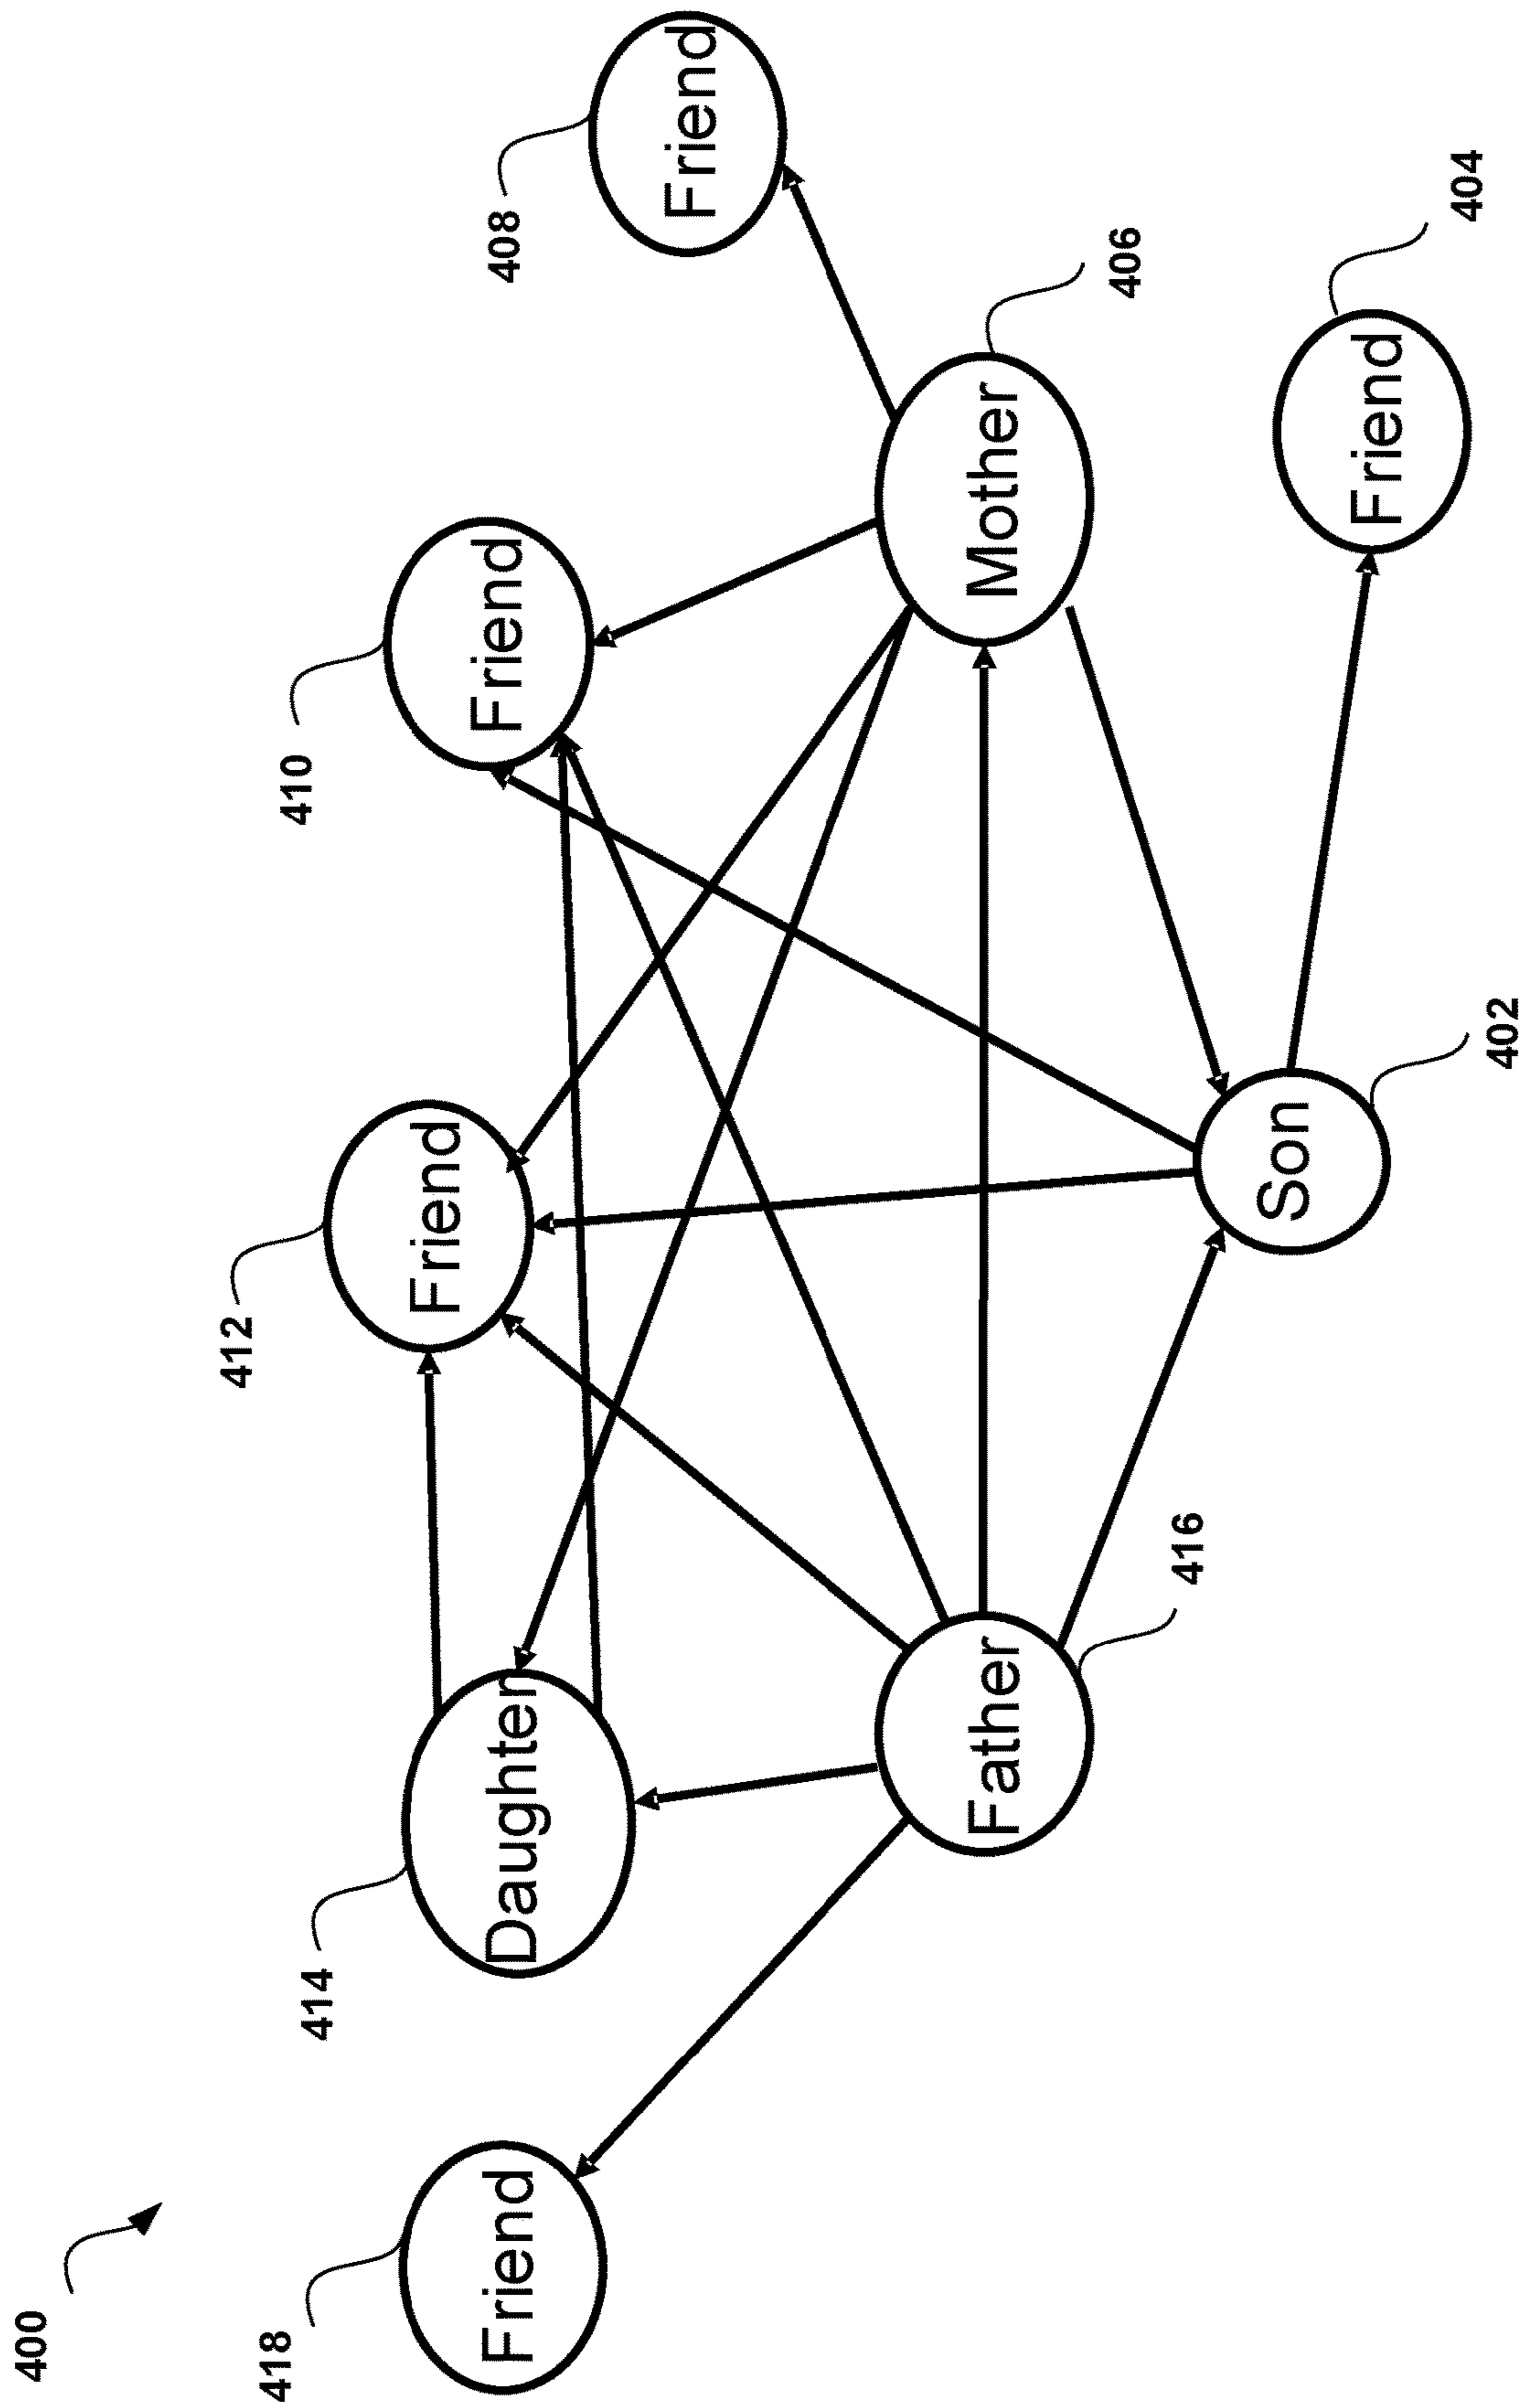 400
408
Friend
410
Friend
412
Friend
414
Daughter
418
Friend
Father
416
Mother
406
Son
402
Friend
404